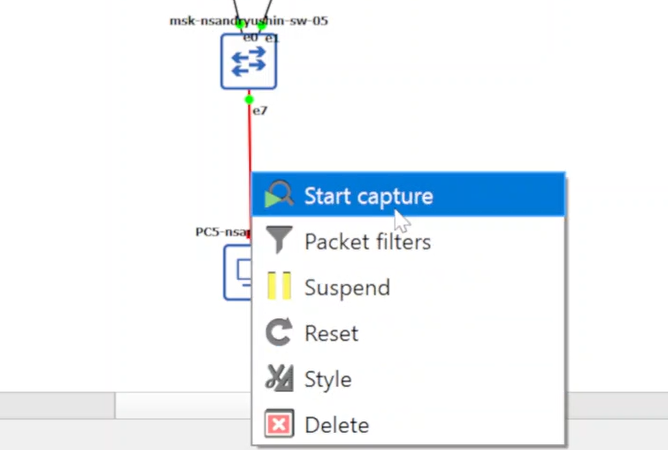 msk-nsandryushin-sw-05
e0 e1
e7
Start capture
Packet filters
PC5-nsa
Suspend
Reset
Style
Delete